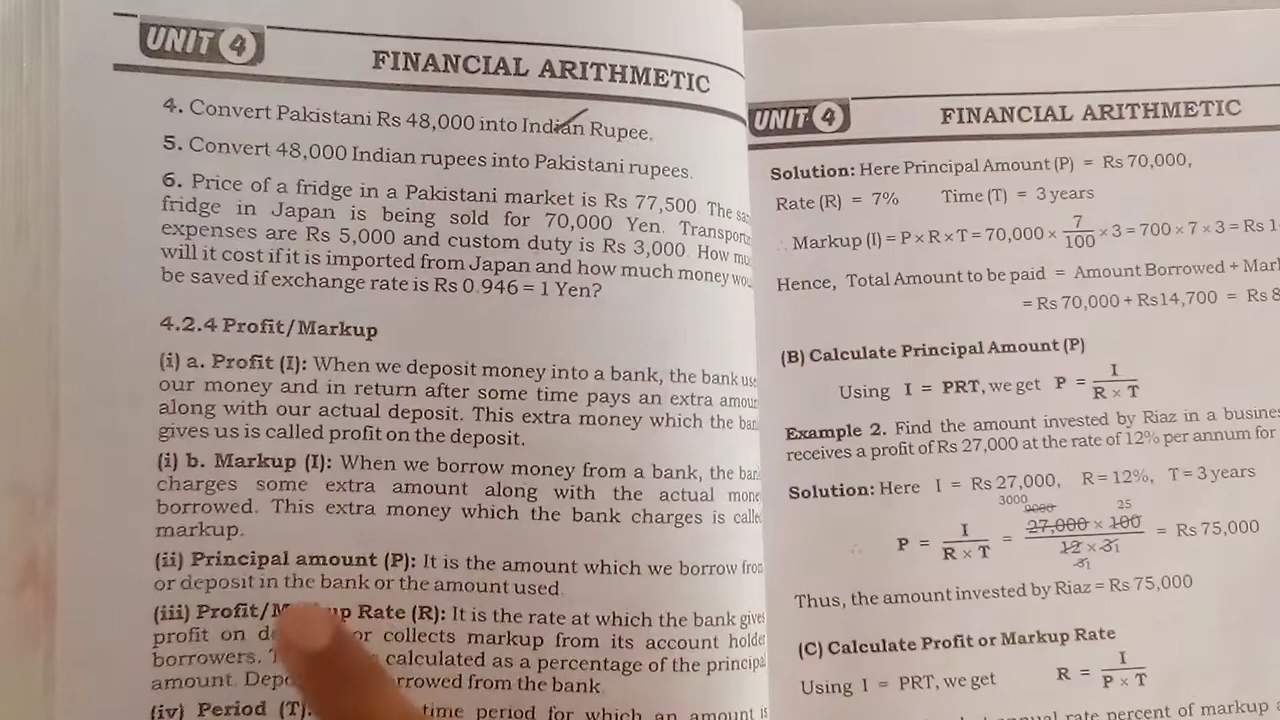 UNIT 4
FINANCIAL ARITHMETIC
4. Convert Pakistani Rs 48,000 into Indian Rupee.
5. Convert 48,000 Indian rupees into Pakistani rupees.
6. Price of a fridge in a Pakistani market is Rs 77,500. The
fridge in Japan is being sold for 70,000 Yen.
expenses are Rs 5,000 and custom duty is Rs 3,000. How
will it cost if it is imported from Japan and how much money
be saved if exchange rate is Rs 0.946 = 1 Yen?
4.2.4 Profit/Markup
(i) a. Profit (I): When we deposit money into a bank, the bank
our money and in return after some time pays an extra
along with our actual deposit. This extra money which the
gives us is called profit on the deposit.
(i) b. Markup (I): When we borrow money from a bank, the
charges some extra amount along with the actual
borrowed. This extra money which the bank charges is
markup.
(ii) Principal amount (P): It is the amount which we borrow
or deposit in the bank or the amount used.
(iii) Profit/ Rate (R): It is the rate at which the bank gives
profit on or collects markup from its account holder
borrowers. calculated as a percentage of the principal
amount. from the bank.
(iv) Period (T). time period for which an amount is
UNIT 4
FINANCIAL ARITHMETIC
Solution: Here Principal Amount (P) = Rs 70,000,
Rate (R) = 7% Time (T) = 3 years
∴ Markup (I) = P × R × T = 70,000 × 7/100 × 3 = 700 × 7 × 3 = Rs
Hence, Total Amount to be paid = Amount Borrowed +
= Rs 70,000 + Rs14,700 = Rs
(B) Calculate Principal Amount (P)
Using I = PRT, we get P = I / R × T
Example 2. Find the amount invested by Riaz in a
receives a profit of Rs 27,000 at the rate of 12% per annum for
Solution: Here I = Rs 27,000, R = 12%, T = 3 years
3000 9000 25
∴ P = I / R × T = 27,000 × 100 / 12 × 31 = Rs 75,000
31
Thus, the amount invested by Riaz = Rs 75,000
(C) Calculate Profit or Markup Rate
Using I = PRT, we get R = I / P × T
rate percent of markup